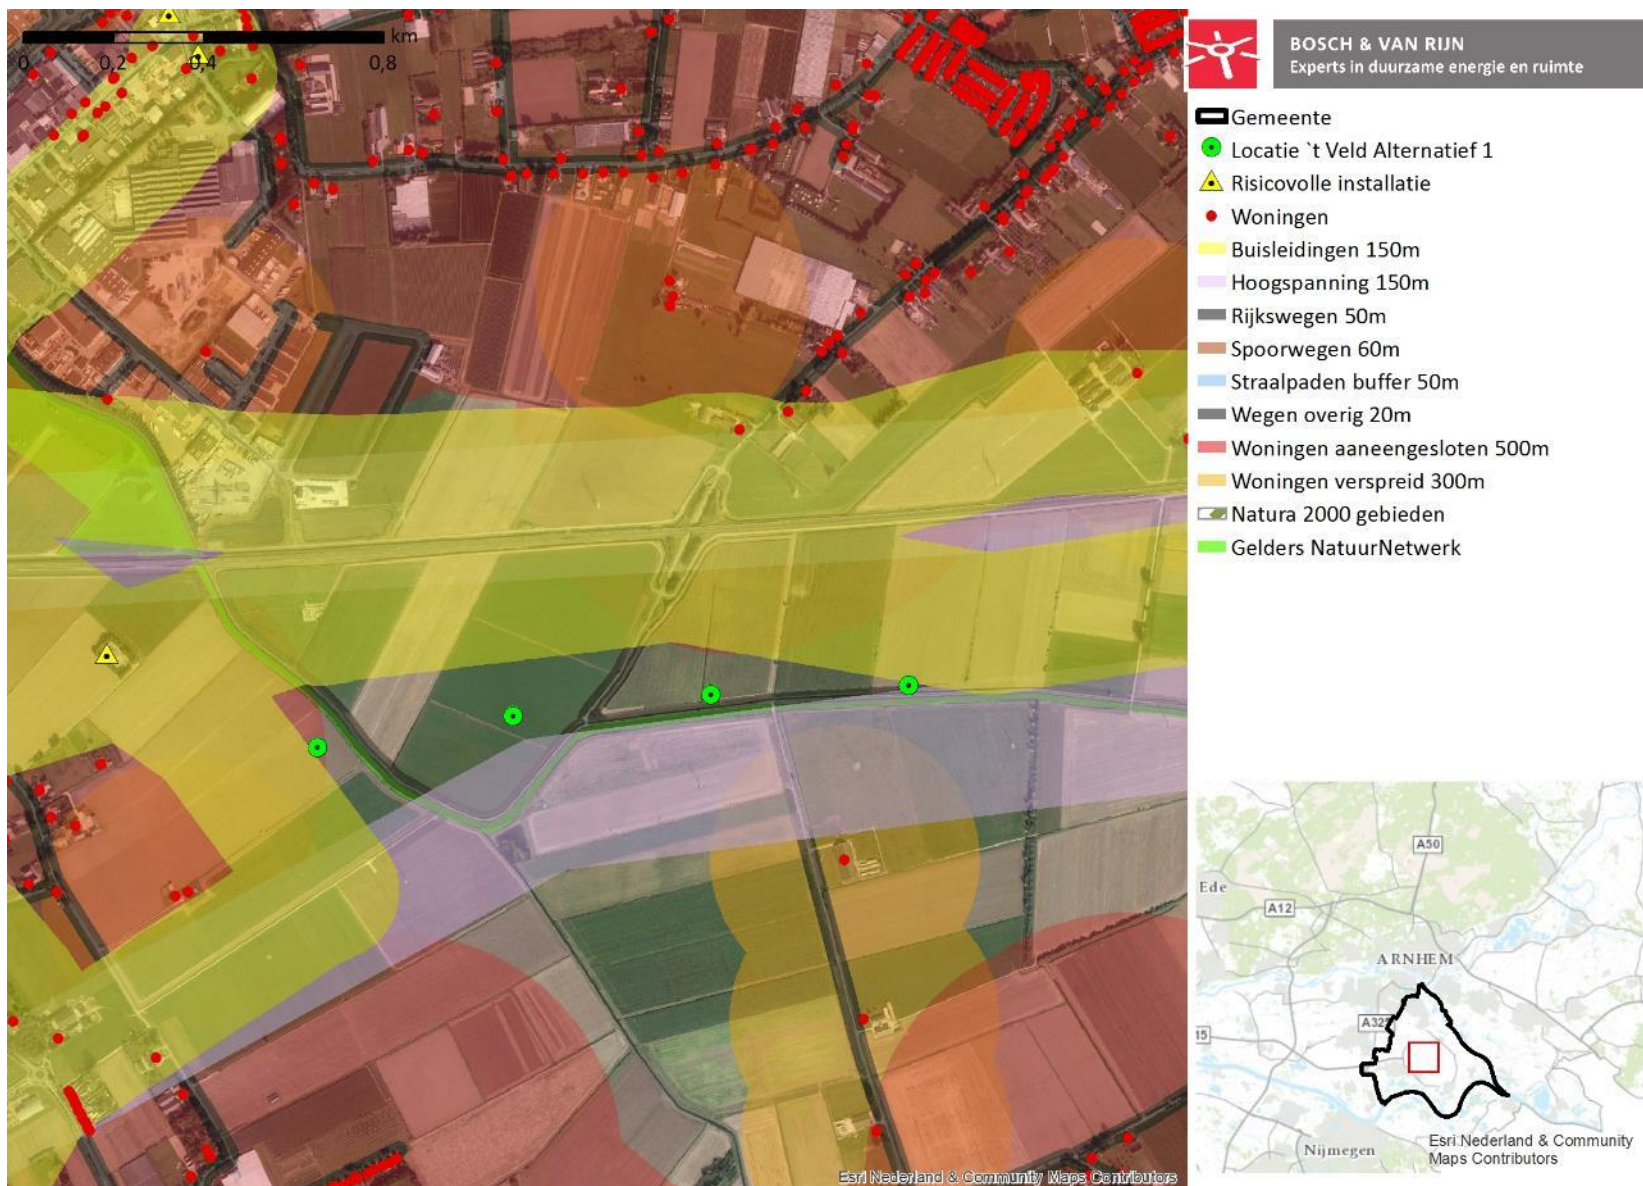 km
0
0,2
0,4
0,8
BOSCH & VAN RIJN
Experts in duurzame energie en ruimte
Gemeente
Locatie `t Veld Alternatief 1
Risicovolle installatie
Woningen
Buisleidingen 150m
Hoogspanning 150m
Rijkswegen 50m
Spoorwegen 60m
Straalpaden buffer 50m
Wegen overig 20m
Woningen aaneengesloten 500m
Woningen verspreid 300m
Natura 2000 gebieden
Gelders NatuurNetwerk
A50
Ede
A12
ARNHEM
A325
15
Nijmegen
Esri Nederland & Community
Maps Contributors
Esri Nederland & Community Maps Contributors